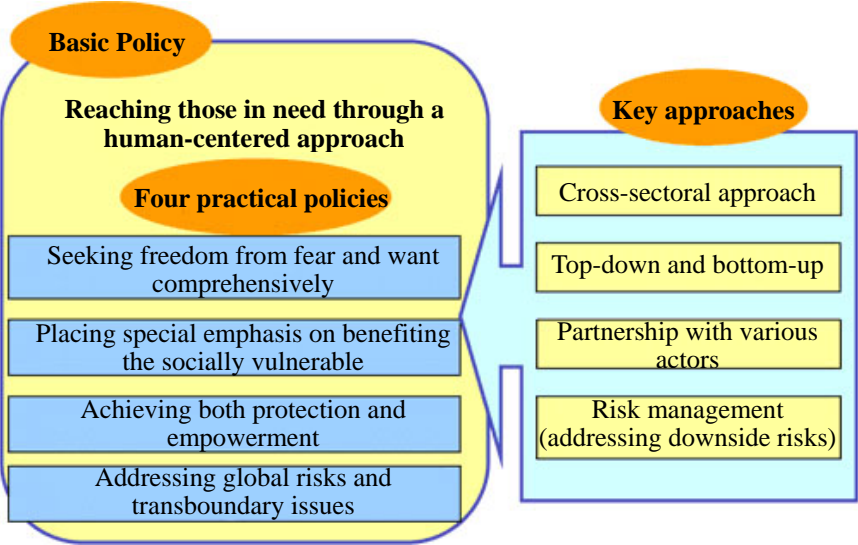 Basic Policy
Reaching those in need through a
human-centered approach
Four practical policies
Seeking freedom from fear and want
comprehensively
Placing special emphasis on benefiting
the socially vulnerable
Achieving both protection and
empowerment
Addressing global risks and
transboundary issues
Key approaches
Cross-sectoral approach
Top-down and bottom-up
Partnership with various
actors
Risk management
(addressing downside risks)